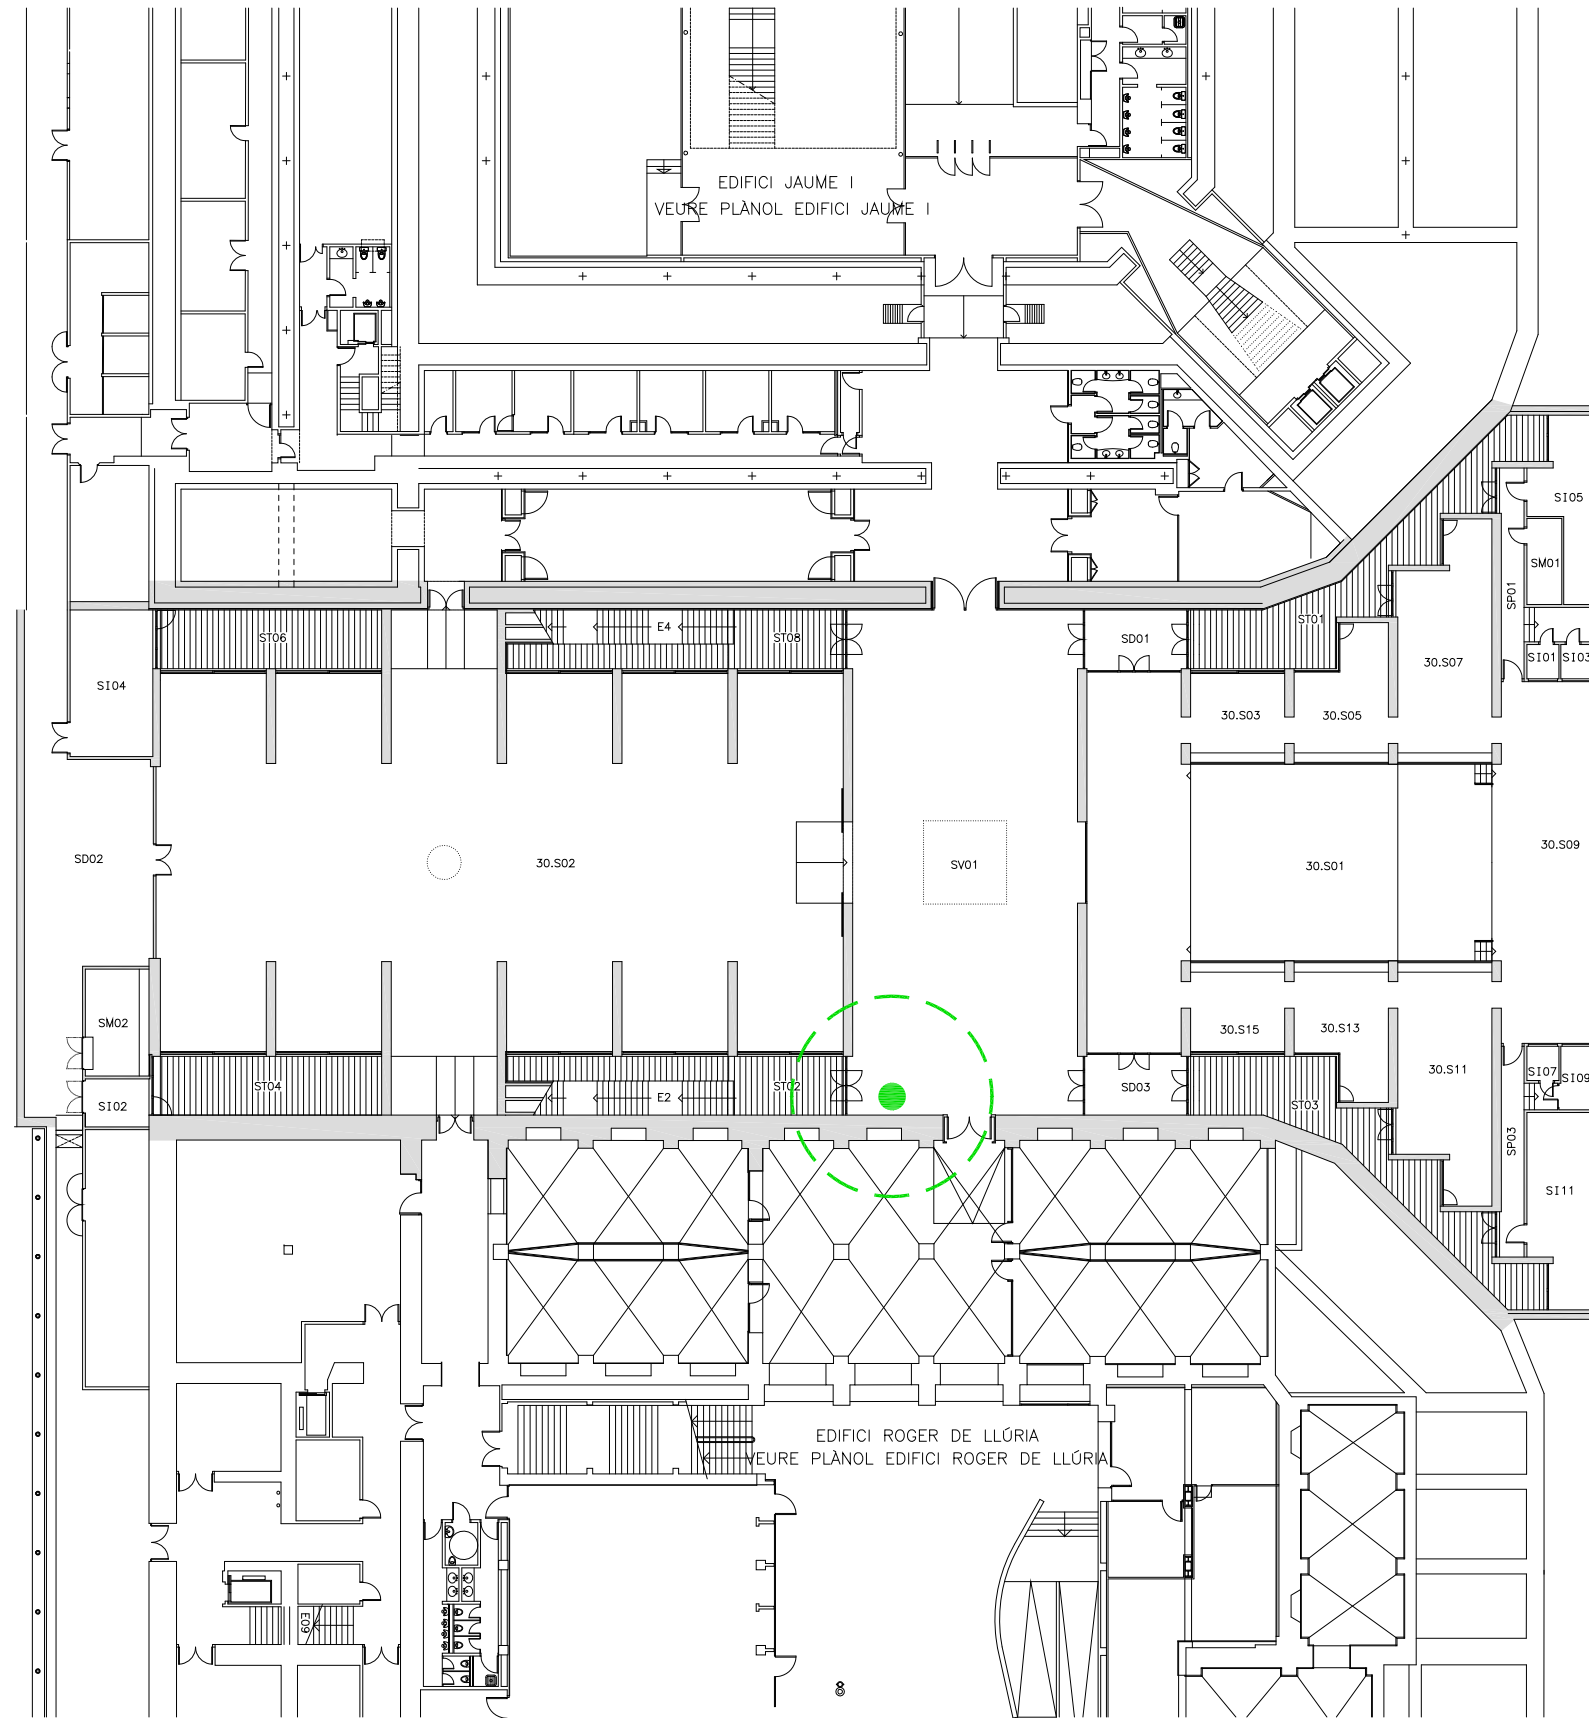 EDIFICI JAUME I
VEURE PLÀNOL EDIFICI JAUME I
SI05
SM01
SP01
ST06
E4
ST08
SD01
ST01
SI01
SI03
30.S07
SI04
30.S03
30.S05
SD02
30.S02
SV01
30.S01
30.S09
SM02
30.S15
30.S13
30.S11
SI07
SI09
SI02
ST04
E2
ST02
SD03
ST03
SP03
SI11
EDIFICI ROGER DE LLÚRIA
VEURE PLÀNOL EDIFICI ROGER DE LLÚRIA
E09